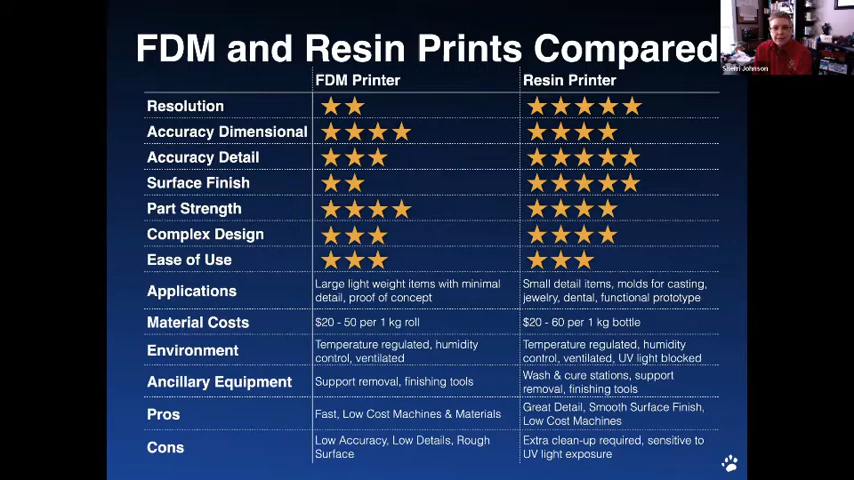 FDM and Resin Prints Compared
FDM Printer Resin Printer
Resolution
Accuracy Dimensional
Accuracy Detail
Surface Finish
Part Strength
Complex Design
Ease of Use
Applications
Large light weight items with minimal
detail, proof of concept
Small detail items, molds for casting,
jewelry, dental, functional prototype
Material Costs
$20 - 50 per 1 kg roll
$20 - 60 per 1 kg bottle
Environment
Temperature regulated, humidity
control, ventilated
Temperature regulated, humidity
control, ventilated, UV light blocked
Ancillary Equipment
Support removal, finishing tools
Wash & cure stations, support
removal, finishing tools
Pros
Fast, Low Cost Machines & Materials
Great Detail, Smooth Surface Finish,
Low Cost Machines
Cons
Low Accuracy, Low Details, Rough
Surface
Extra clean-up required, sensitive to
UV light exposure
Johnson